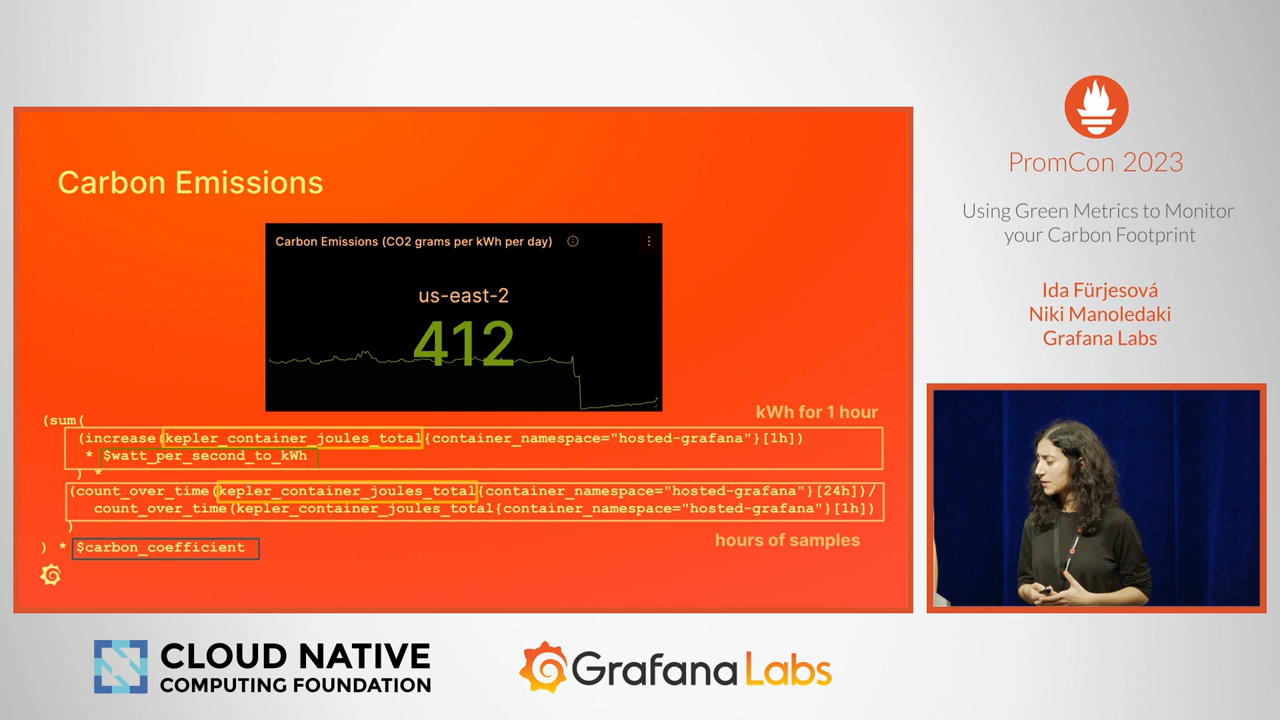 Carbon Emissions
Carbon Emissions (CO2 grams per kWh per day)
us-east-2
412
kWh for 1 hour
(sum(
(increase(kepler_container_joules_total{container_namespace="hosted-grafana"}[1h])
* $watt_per_second_to_kWh
) *
(count_over_time(kepler_container_joules_total{container_namespace="hosted-grafana"}[24h])/
count_over_time(kepler_container_joules_total{container_namespace="hosted-grafana"}[1h])
)
hours of samples
) * $carbon_coefficient
PromCon 2023
Using Green Metrics to Monitor
your Carbon Footprint
Ida Fürjesová
Niki Manoledaki
Grafana Labs
CLOUD NATIVE
COMPUTING FOUNDATION
Grafana Labs